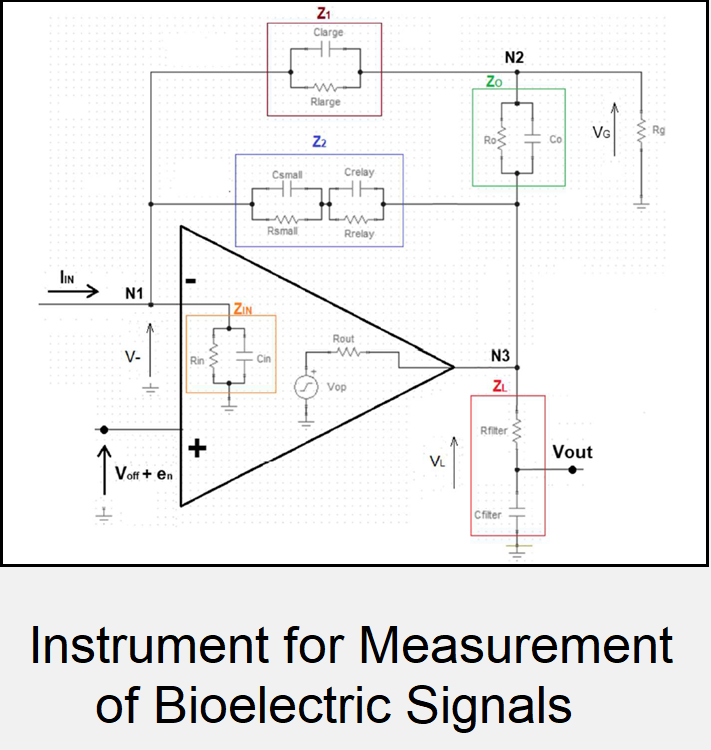 Z1
Clarge
Rlarge
N2
Zo
Ro
Co
VG
Rg
Z2
Csmall
Crelay
Rsmall
Rrelay
IIN
N1
-
ZIN
V-
Rin
Cin
Rout
+
Vop
N3
ZL
+
Voff + en
VL
Rfilter
Vout
Cfilter
Instrument for Measurement
of Bioelectric Signals